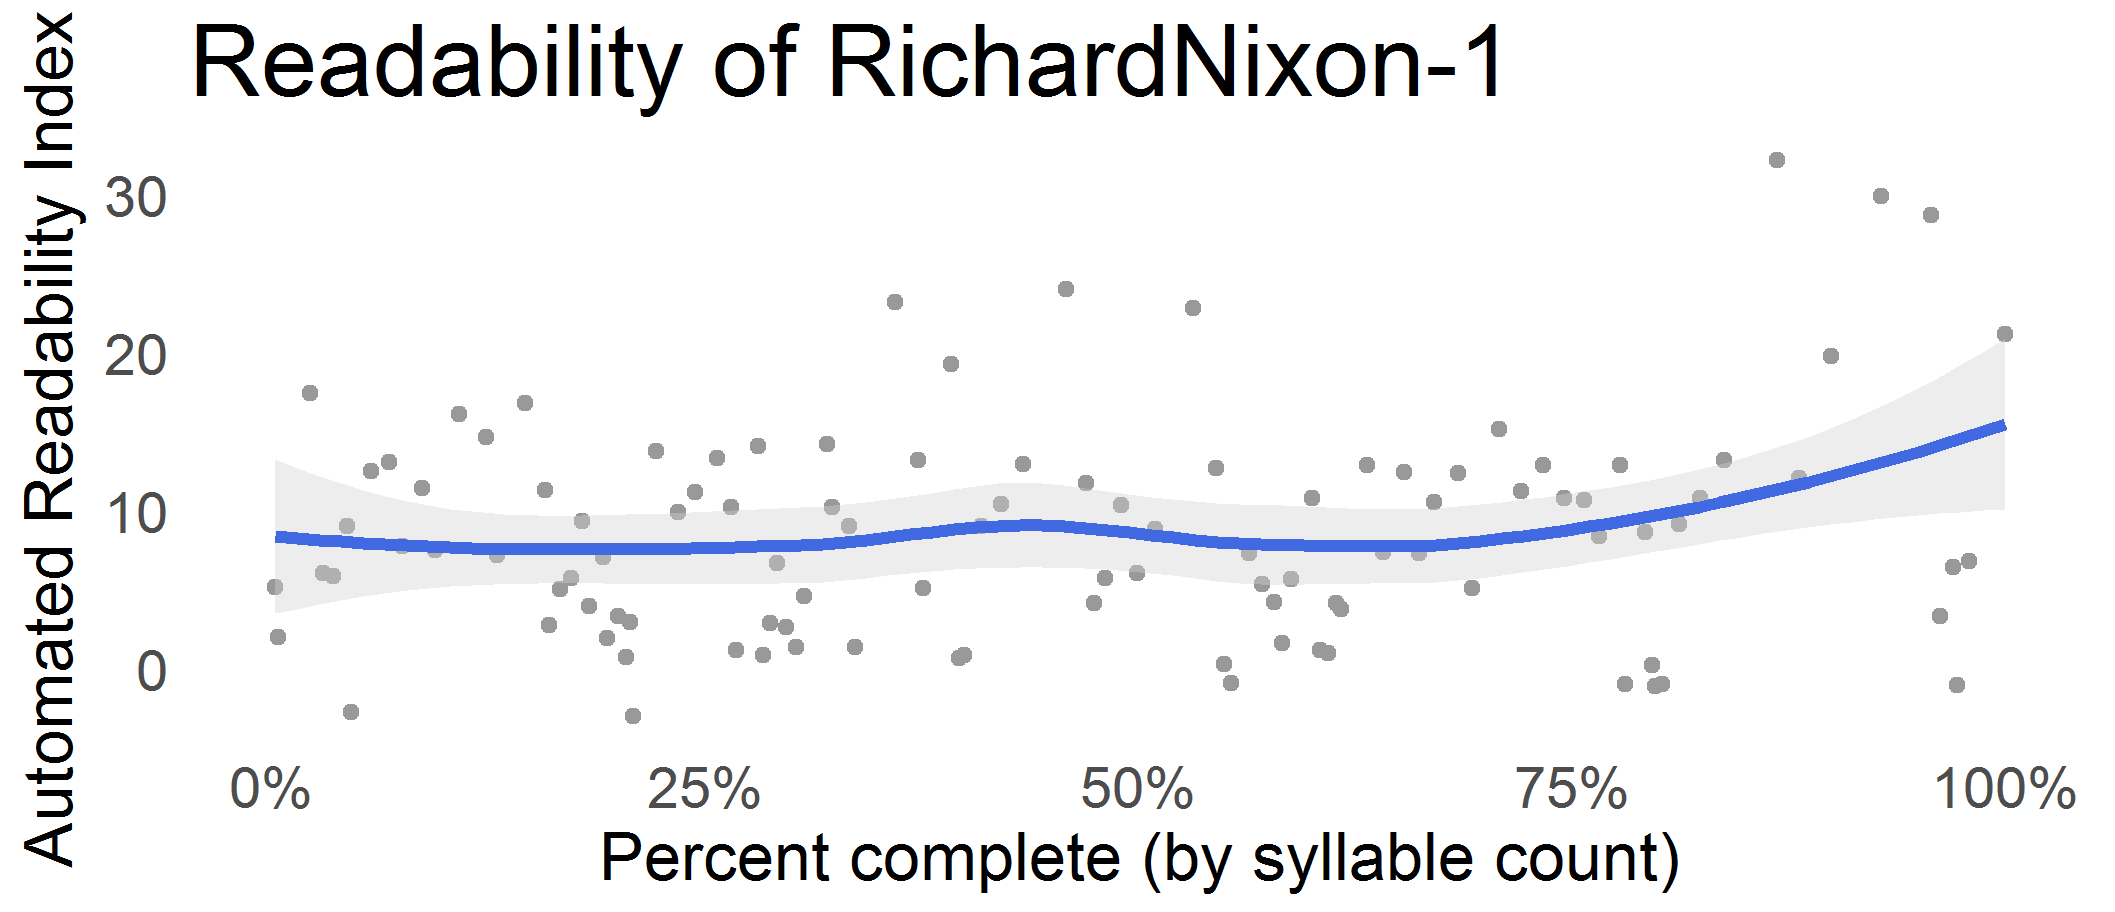 Readability of RichardNixon-1
Automated Readability Index
30
20
10
0
0% 25% 50% 75% 100%
Percent complete (by syllable count)